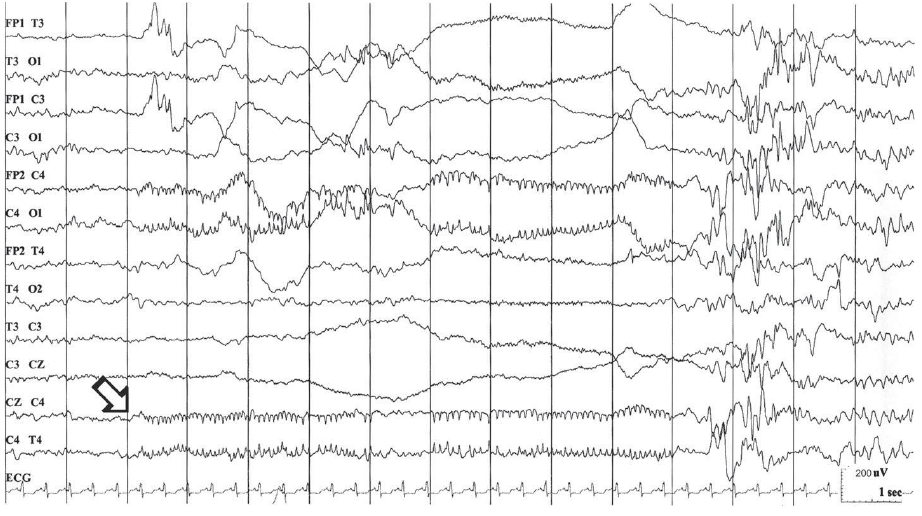 FP1 T3
T3 O1
FP1 C3
C3 O1
FP2 C4
C4 O1
FP2 T4
T4 O2
T3 C3
C3 CZ
CZ C4
C4 T4
ECG
200 uV
1 sec